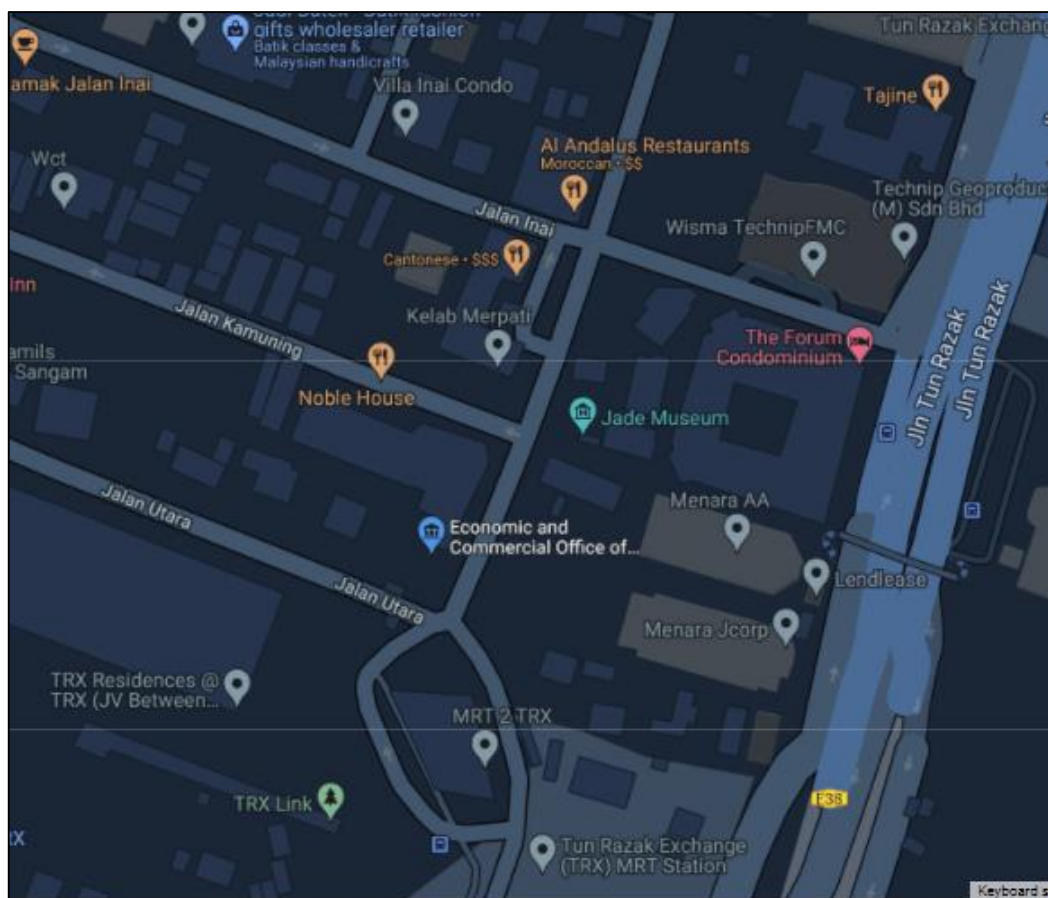 gifts wholesaler retailer
Batik classes &
Malaysian handicrafts
Tun Razak Exchang
amak Jalan Inai
Villa Inai Condo
Tajine
Al Andalus Restaurants
Moroccan • $$
Wct
Jalan Inai
Technip Geoproduc
(M) Sdn Bhd
Wisma TechnipFMC
Cantonese • $$$
Inn
Jalan Kamuning
Kelab Merpati
The Forum
Condominium
Jln Tun Razak
Jln Tun Razak
amils
Sangam
Noble House
Jade Museum
Jalan Utara
Menara AA
Economic and
Commercial Office of...
Lendlease
Jalan Utara
Menara Jcorp
TRX Residences @
TRX (JV Between...
MRT 2 TRX
TRX Link
E38
RX
Tun Razak Exchange
(TRX) MRT Station
Keyboard s